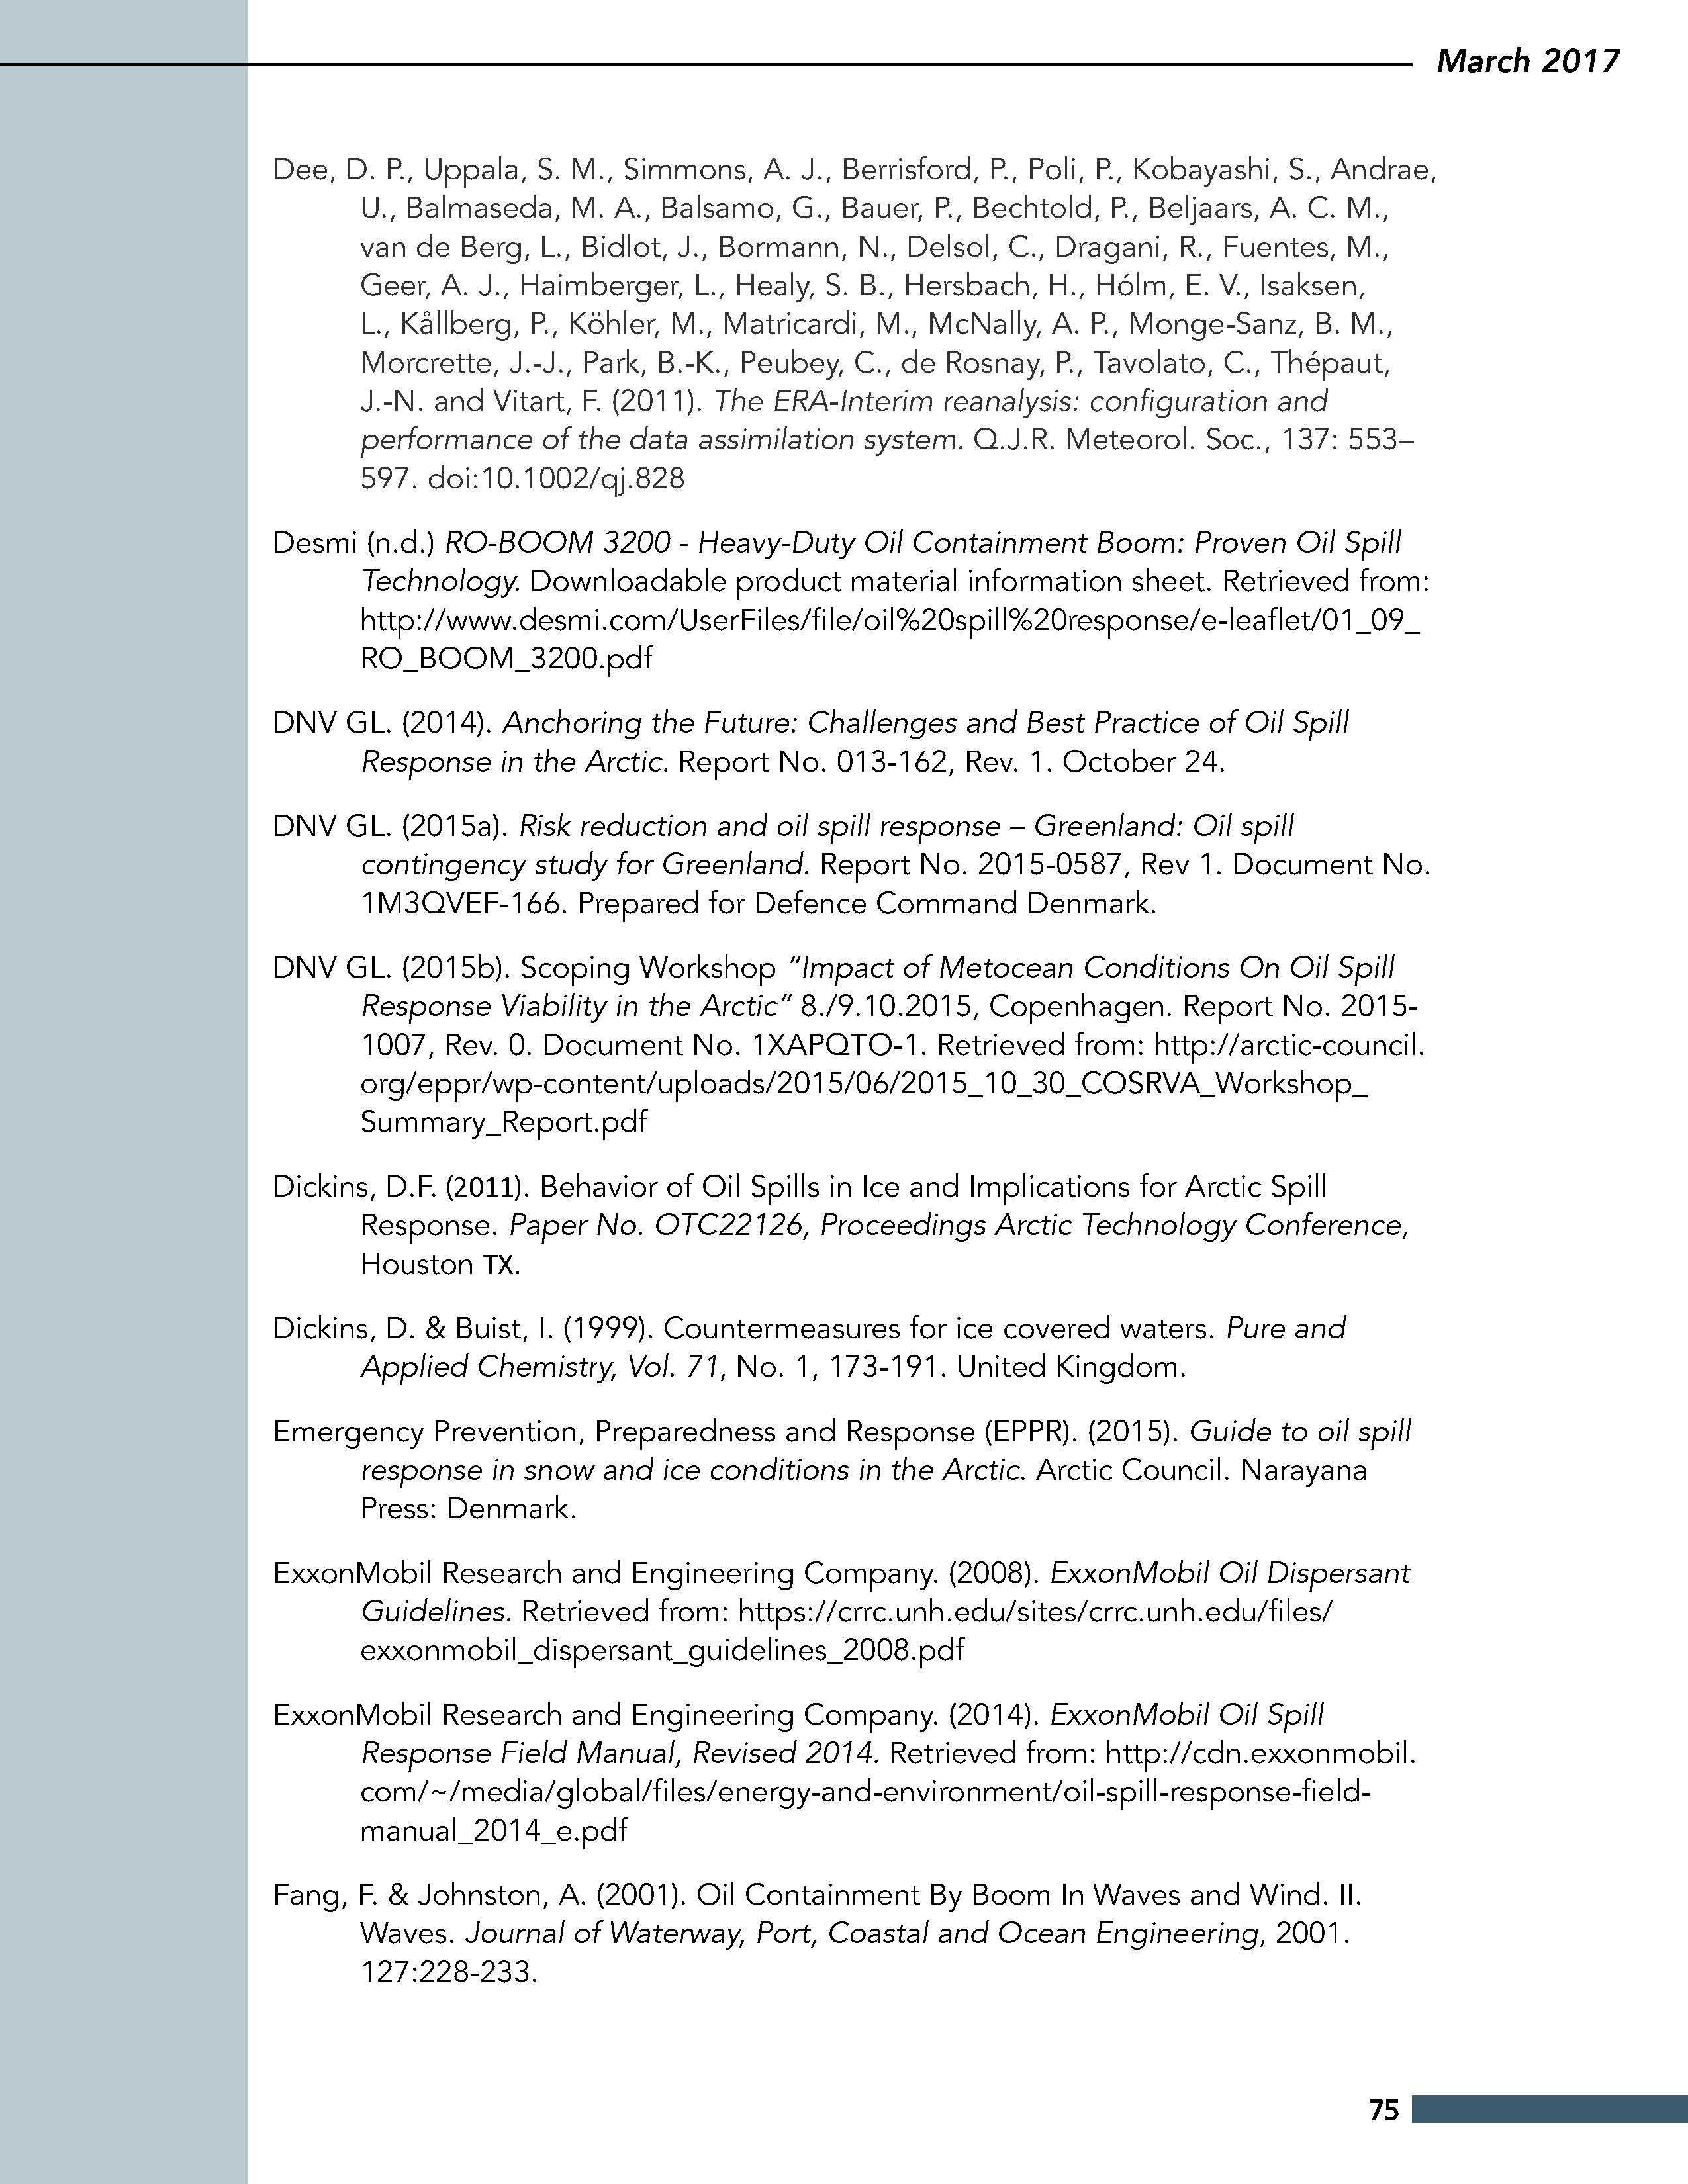 March 2017
Dee, D. P., Uppala, S. M., Simmons, A. J., Berrisford, P., Poli, P., Kobayashi, S., Andrae,
U., Balmaseda, M. A., Balsamo, G., Bauer, P., Bechtold, P., Beljaars, A. C. M.,
van de Berg, L., Bidlot, J., Bormann, N., Delsol, C., Dragani, R., Fuentes, M.,
Geer, A. J., Haimberger, L., Healy, S. B., Hersbach, H., Hólm, E. V., Isaksen,
L., Kållberg, P., Köhler, M., Matricardi, M., McNally, A. P., Monge-Sanz, B. M.,
Morcrette, J.-J., Park, B.-K., Peubey, C., de Rosnay, P., Tavolato, C., Thépaut,
J.-N. and Vitart, F. (2011). The ERA-Interim reanalysis: configuration and
performance of the data assimilation system. Q.J.R. Meteorol. Soc., 137: 553–
597. doi:10.1002/qj.828
Desmi (n.d.) RO-BOOM 3200 - Heavy-Duty Oil Containment Boom: Proven Oil Spill
Technology. Downloadable product material information sheet. Retrieved from:
http://www.desmi.com/UserFiles/file/oil%20spill%20response/e-leaflet/01_09_
RO_BOOM_3200.pdf
DNV GL. (2014). Anchoring the Future: Challenges and Best Practice of Oil Spill
Response in the Arctic. Report No. 013-162, Rev. 1. October 24.
DNV GL. (2015a). Risk reduction and oil spill response – Greenland: Oil spill
contingency study for Greenland. Report No. 2015-0587, Rev 1. Document No.
1M3QVEF-166. Prepared for Defence Command Denmark.
DNV GL. (2015b). Scoping Workshop “Impact of Metocean Conditions On Oil Spill
Response Viability in the Arctic” 8./9.10.2015, Copenhagen. Report No. 2015-
1007, Rev. 0. Document No. 1XAPQTO-1. Retrieved from: http://arctic-council.
org/eppr/wp-content/uploads/2015/06/2015_10_30_COSRVA_Workshop_
Summary_Report.pdf
Dickins, D.F. (2011). Behavior of Oil Spills in Ice and Implications for Arctic Spill
Response. Paper No. OTC22126, Proceedings Arctic Technology Conference,
Houston TX.
Dickins, D. & Buist, I. (1999). Countermeasures for ice covered waters. Pure and
Applied Chemistry, Vol. 71, No. 1, 173-191. United Kingdom.
Emergency Prevention, Preparedness and Response (EPPR). (2015). Guide to oil spill
response in snow and ice conditions in the Arctic. Arctic Council. Narayana
Press: Denmark.
ExxonMobil Research and Engineering Company. (2008). ExxonMobil Oil Dispersant
Guidelines. Retrieved from: https://crrc.unh.edu/sites/crrc.unh.edu/files/
exxonmobil_dispersant_guidelines_2008.pdf
ExxonMobil Research and Engineering Company. (2014). ExxonMobil Oil Spill
Response Field Manual, Revised 2014. Retrieved from: http://cdn.exxonmobil.
com/~/media/global/files/energy-and-environment/oil-spill-response-field-
manual_2014_e.pdf
Fang, F. & Johnston, A. (2001). Oil Containment By Boom In Waves and Wind. II.
Waves. Journal of Waterway, Port, Coastal and Ocean Engineering, 2001.
127:228-233.
75